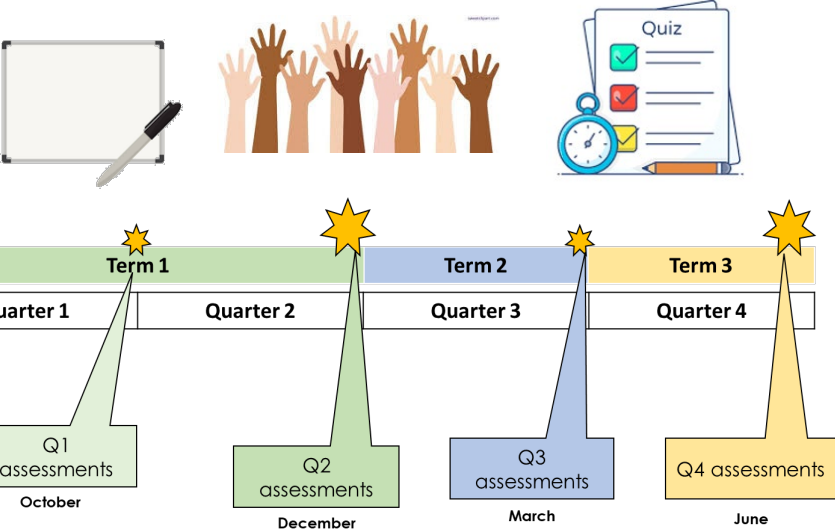 Quiz
Term 1
Term 2
Term 3
uarter 1
Quarter 2
Quarter 3
Quarter 4
Q1
assessments
October
Q2
assessments
December
Q3
assessments
March
Q4 assessments
June